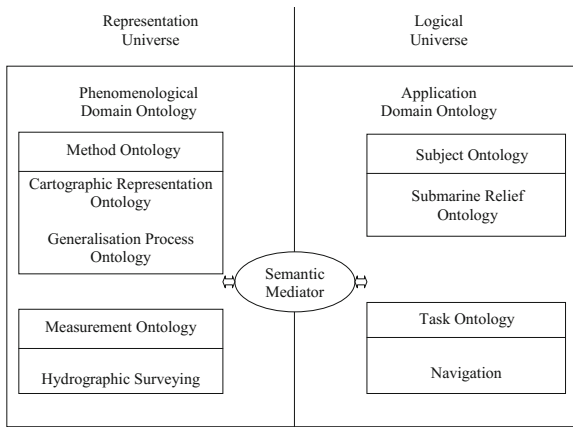 Representation
Universe
Logical
Universe
Phenomenological
Domain Ontology
Method Ontology
Cartographic Representation
Ontology
Generalisation Process
Ontology
Measurement Ontology
Hydrographic Surveying
Semantic
Mediator
Application
Domain Ontology
Subject Ontology
Submarine Relief
Ontology
Task Ontology
Navigation